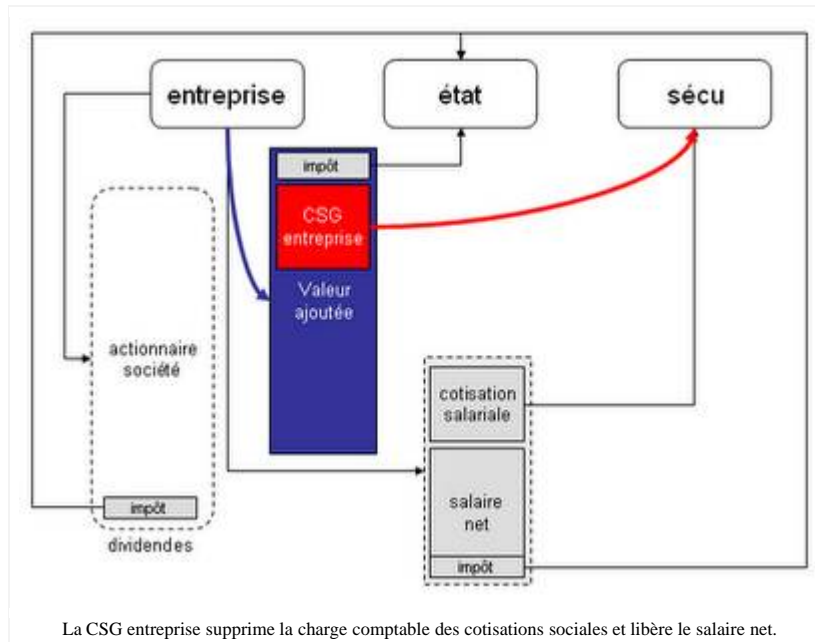 entreprise
état
sécu
impôt
CSG
entreprise
Valeur
ajoutée
actionnaire
société
impôt
dividendes
cotisation
salariale
salaire
net
impôt
La CSG entreprise supprime la charge comptable des cotisations sociales et libère le salaire net.